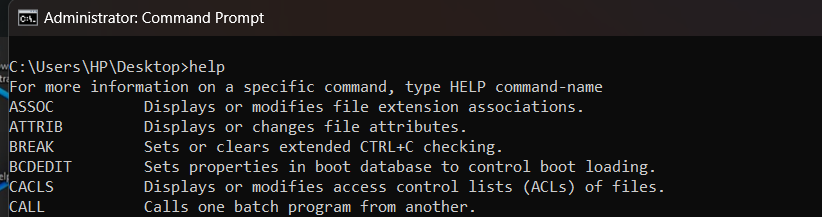 Administrator: Command Prompt
C:\Users\HP\Desktop>help
For more information on a specific command, type HELP command-name
ASSOC          Displays or modifies file extension associations.
ATTRIB         Displays or changes file attributes.
BREAK          Sets or clears extended CTRL+C checking.
BCDEDIT        Sets properties in boot database to control boot loading.
CACLS          Displays or modifies access control lists (ACLs) of files.
CALL           Calls one batch program from another.